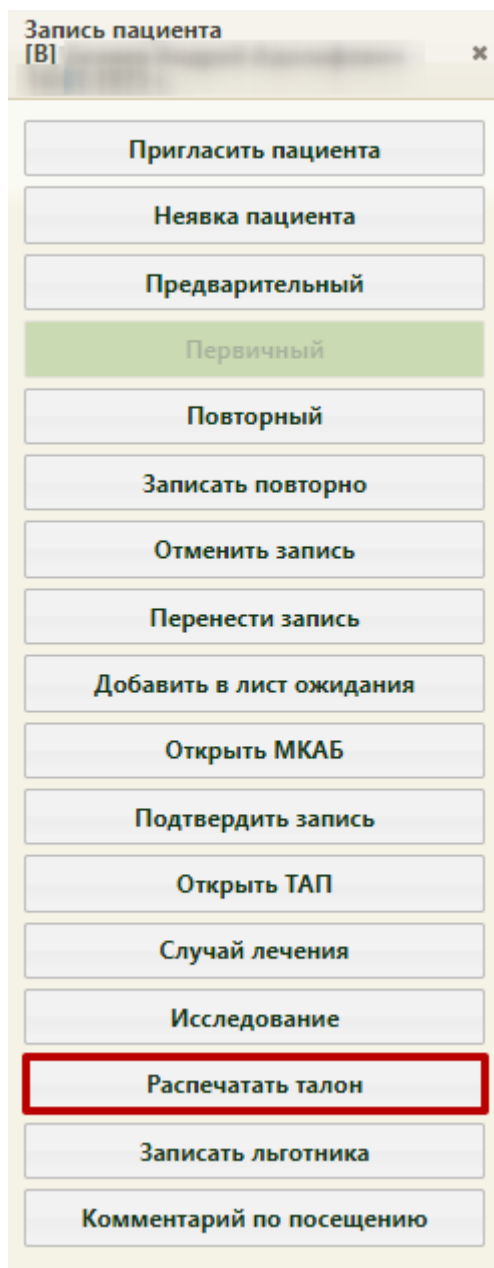 Запись пациента
[В]
Пригласить пациента
Неявка пациента
Предварительный
Первичный
Повторный
Записать повторно
Отменить запись
Перенести запись
Добавить в лист ожидания
Открыть МКАБ
Подтвердить запись
Открыть ТАП
Случай лечения
Исследование
Распечатать талон
Записать льготника
Комментарий по посещению